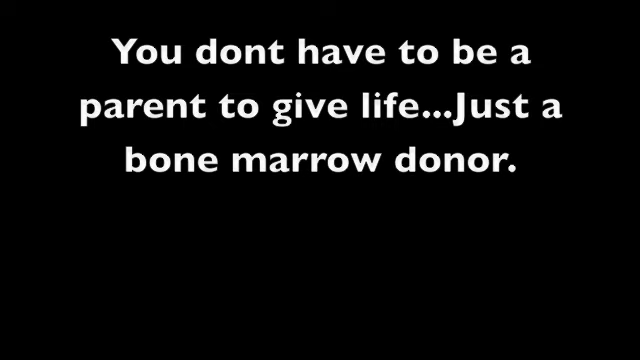 You dont have to be a
parent to give life...Just a
bone marrow donor.